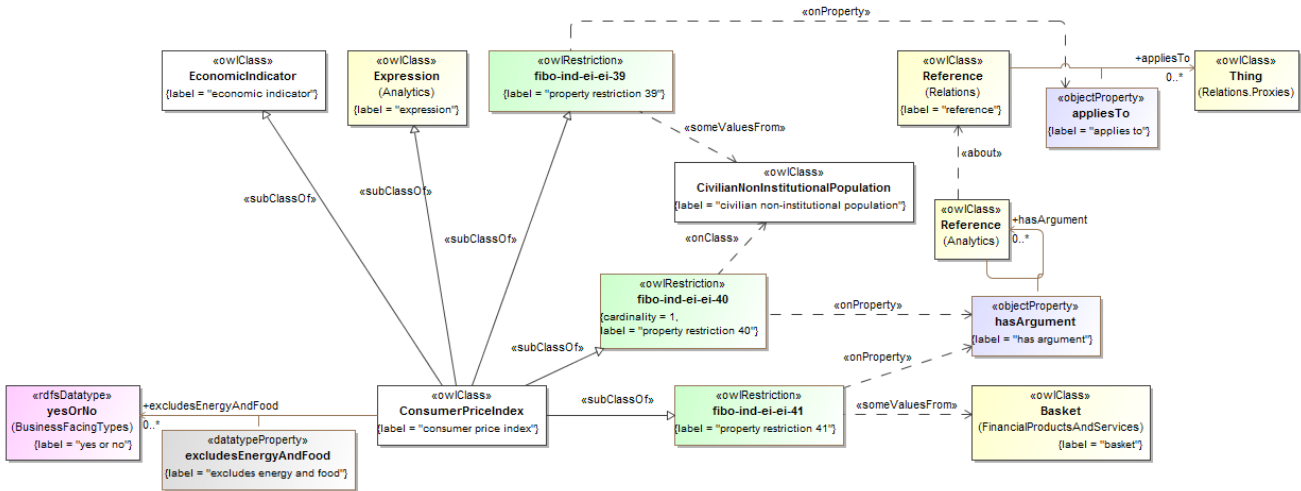 «onProperty»
«owlClass»
EconomicIndicator
{label = "economic indicator"}
«owlClass»
Expression
(Analytics)
{label = "expression"}
«owlRestriction»
fibo-ind-ei-ei-39
{label = "property restriction 39"}
«owlClass»
Reference
(Relations)
{label = "reference"}
+appliesTo
0..*
«owlClass»
Thing
(Relations.Proxies)
«objectProperty»
appliesTo
{label = "applies to"}
«someValuesFrom»
«about»
«owlClass»
CivilianNonInstitutionalPopulation
{label = "civilian non-institutional population"}
«subClassOf»
«subClassOf»
«subClassOf»
«onClass»
«owlClass»
Reference
(Analytics)
+hasArgument
0..*
«owlRestriction»
fibo-ind-ei-ei-40
{cardinality = 1,
label = "property restriction 40"}
«onProperty»
«objectProperty»
hasArgument
{label = "has argument"}
«subClassOf»
«onProperty»
«rdfsDatatype»
yesOrNo
(BusinessFacingTypes)
{label = "yes or no"}
+excludesEnergyAndFood
0..*
«owlClass»
ConsumerPriceIndex
{label = "consumer price index"}
«subClassOf»
«owlRestriction»
fibo-ind-ei-ei-41
{label = "property restriction 41"}
«someValuesFrom»
«owlClass»
Basket
(FinancialProductsAndServices)
{label = "basket"}
«datatypeProperty»
excludesEnergyAndFood
{label = "excludes energy and food"}